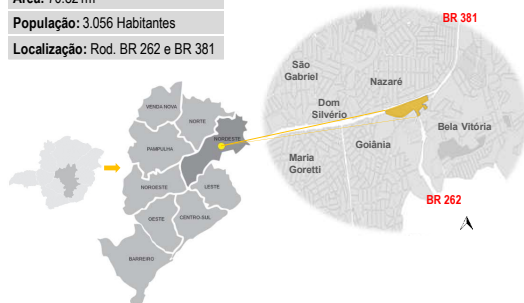 População: 3.056 Habitantes
Localização: Rod. BR 262 e BR 381
BR 381
São
Gabriel
Nazaré
Dom
Silvério
Bela Vitória
Goiânia
Maria
Goretti
BR 262
VENDA NOVA
NORTE
NORDESTE
PAMPULHA
NOROESTE
LESTE
OESTE
CENTRO-SUL
BARREIRO